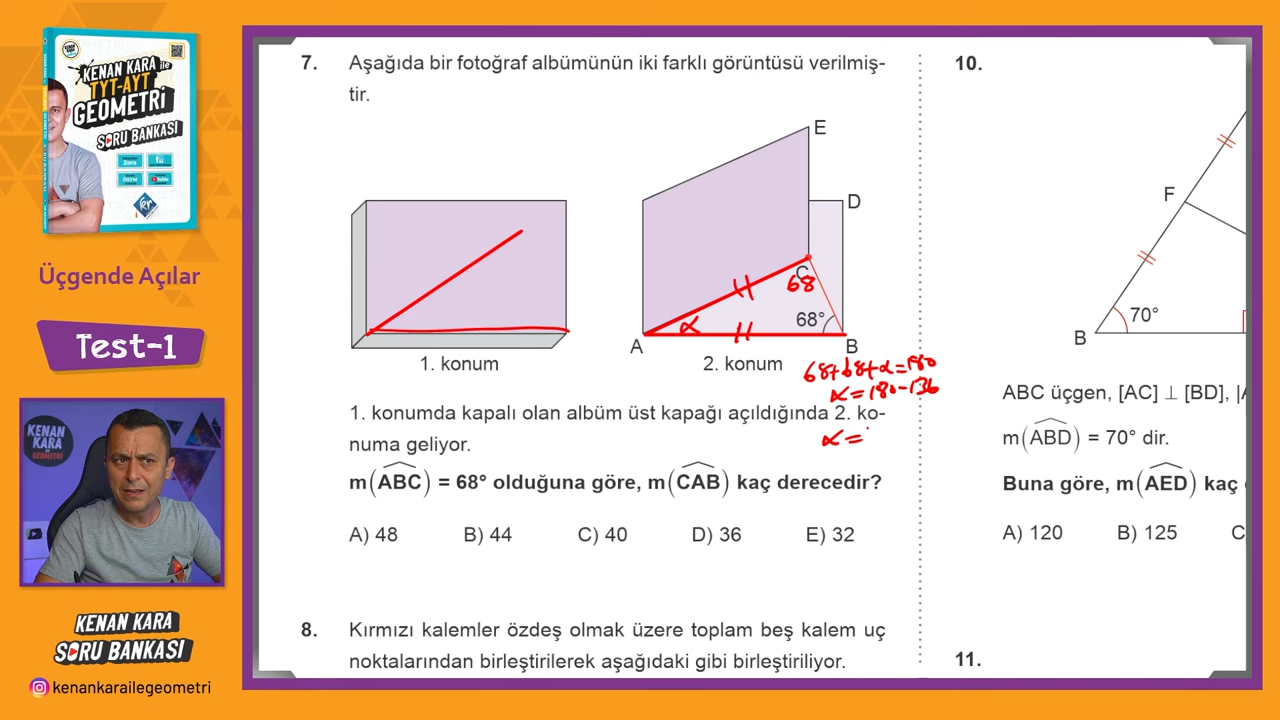 KENAN KARA ile
TYT-AYT
GEOMETRİ
SORU BANKASI
Üçgende Açılar
Test-1
KENAN
KARA
KENAN KARA
SORU BANKASI
kenankarailegeometri
7. Aşağıda bir fotoğraf albümünün iki farklı görüntüsü verilmiş-
tir.
E
D
C
68
α
68°
A
B
1. konum
2. konum
68+68+α=180
α=180-136
α=
1. konumda kapalı olan albüm üst kapağı açıldığında 2. ko-
numa geliyor.
m(ABC) = 68° olduğuna göre, m(CAB) kaç derecedir?
A) 48 B) 44 C) 40 D) 36 E) 32
8. Kırmızı kalemler özdeş olmak üzere toplam beş kalem uç
noktalarından birleştirilerek aşağıdaki gibi birleştiriliyor.
10.
F
70°
B
ABC üçgen, [AC] ⊥ [BD], |A
m(ABD) = 70° dir.
Buna göre, m(AED) kaç
A) 120 B) 125 C
11.